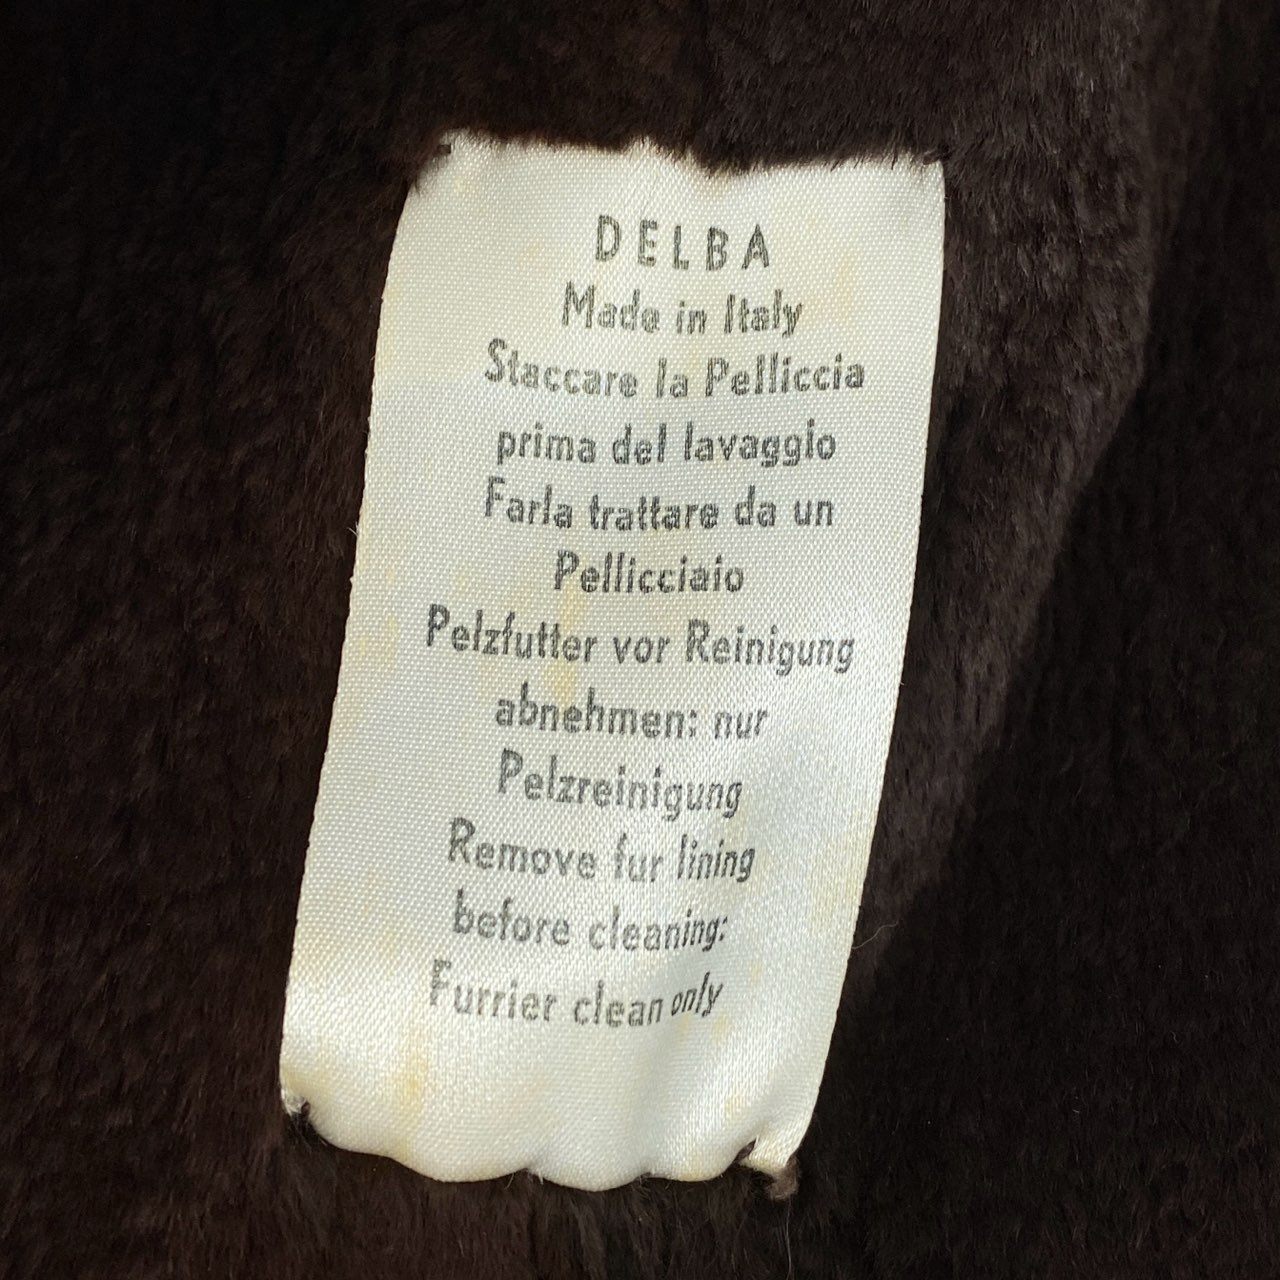 DELBA
Made in Italy
Staccare la Pelliccia
prima del lavaggio
Farla trattare da un
Pellicciaio
Pelzfutter vor Reinigung
abnehmen: nur
Pelzreinigung
Remove fur lining
before cleaning:
Furrier clean only